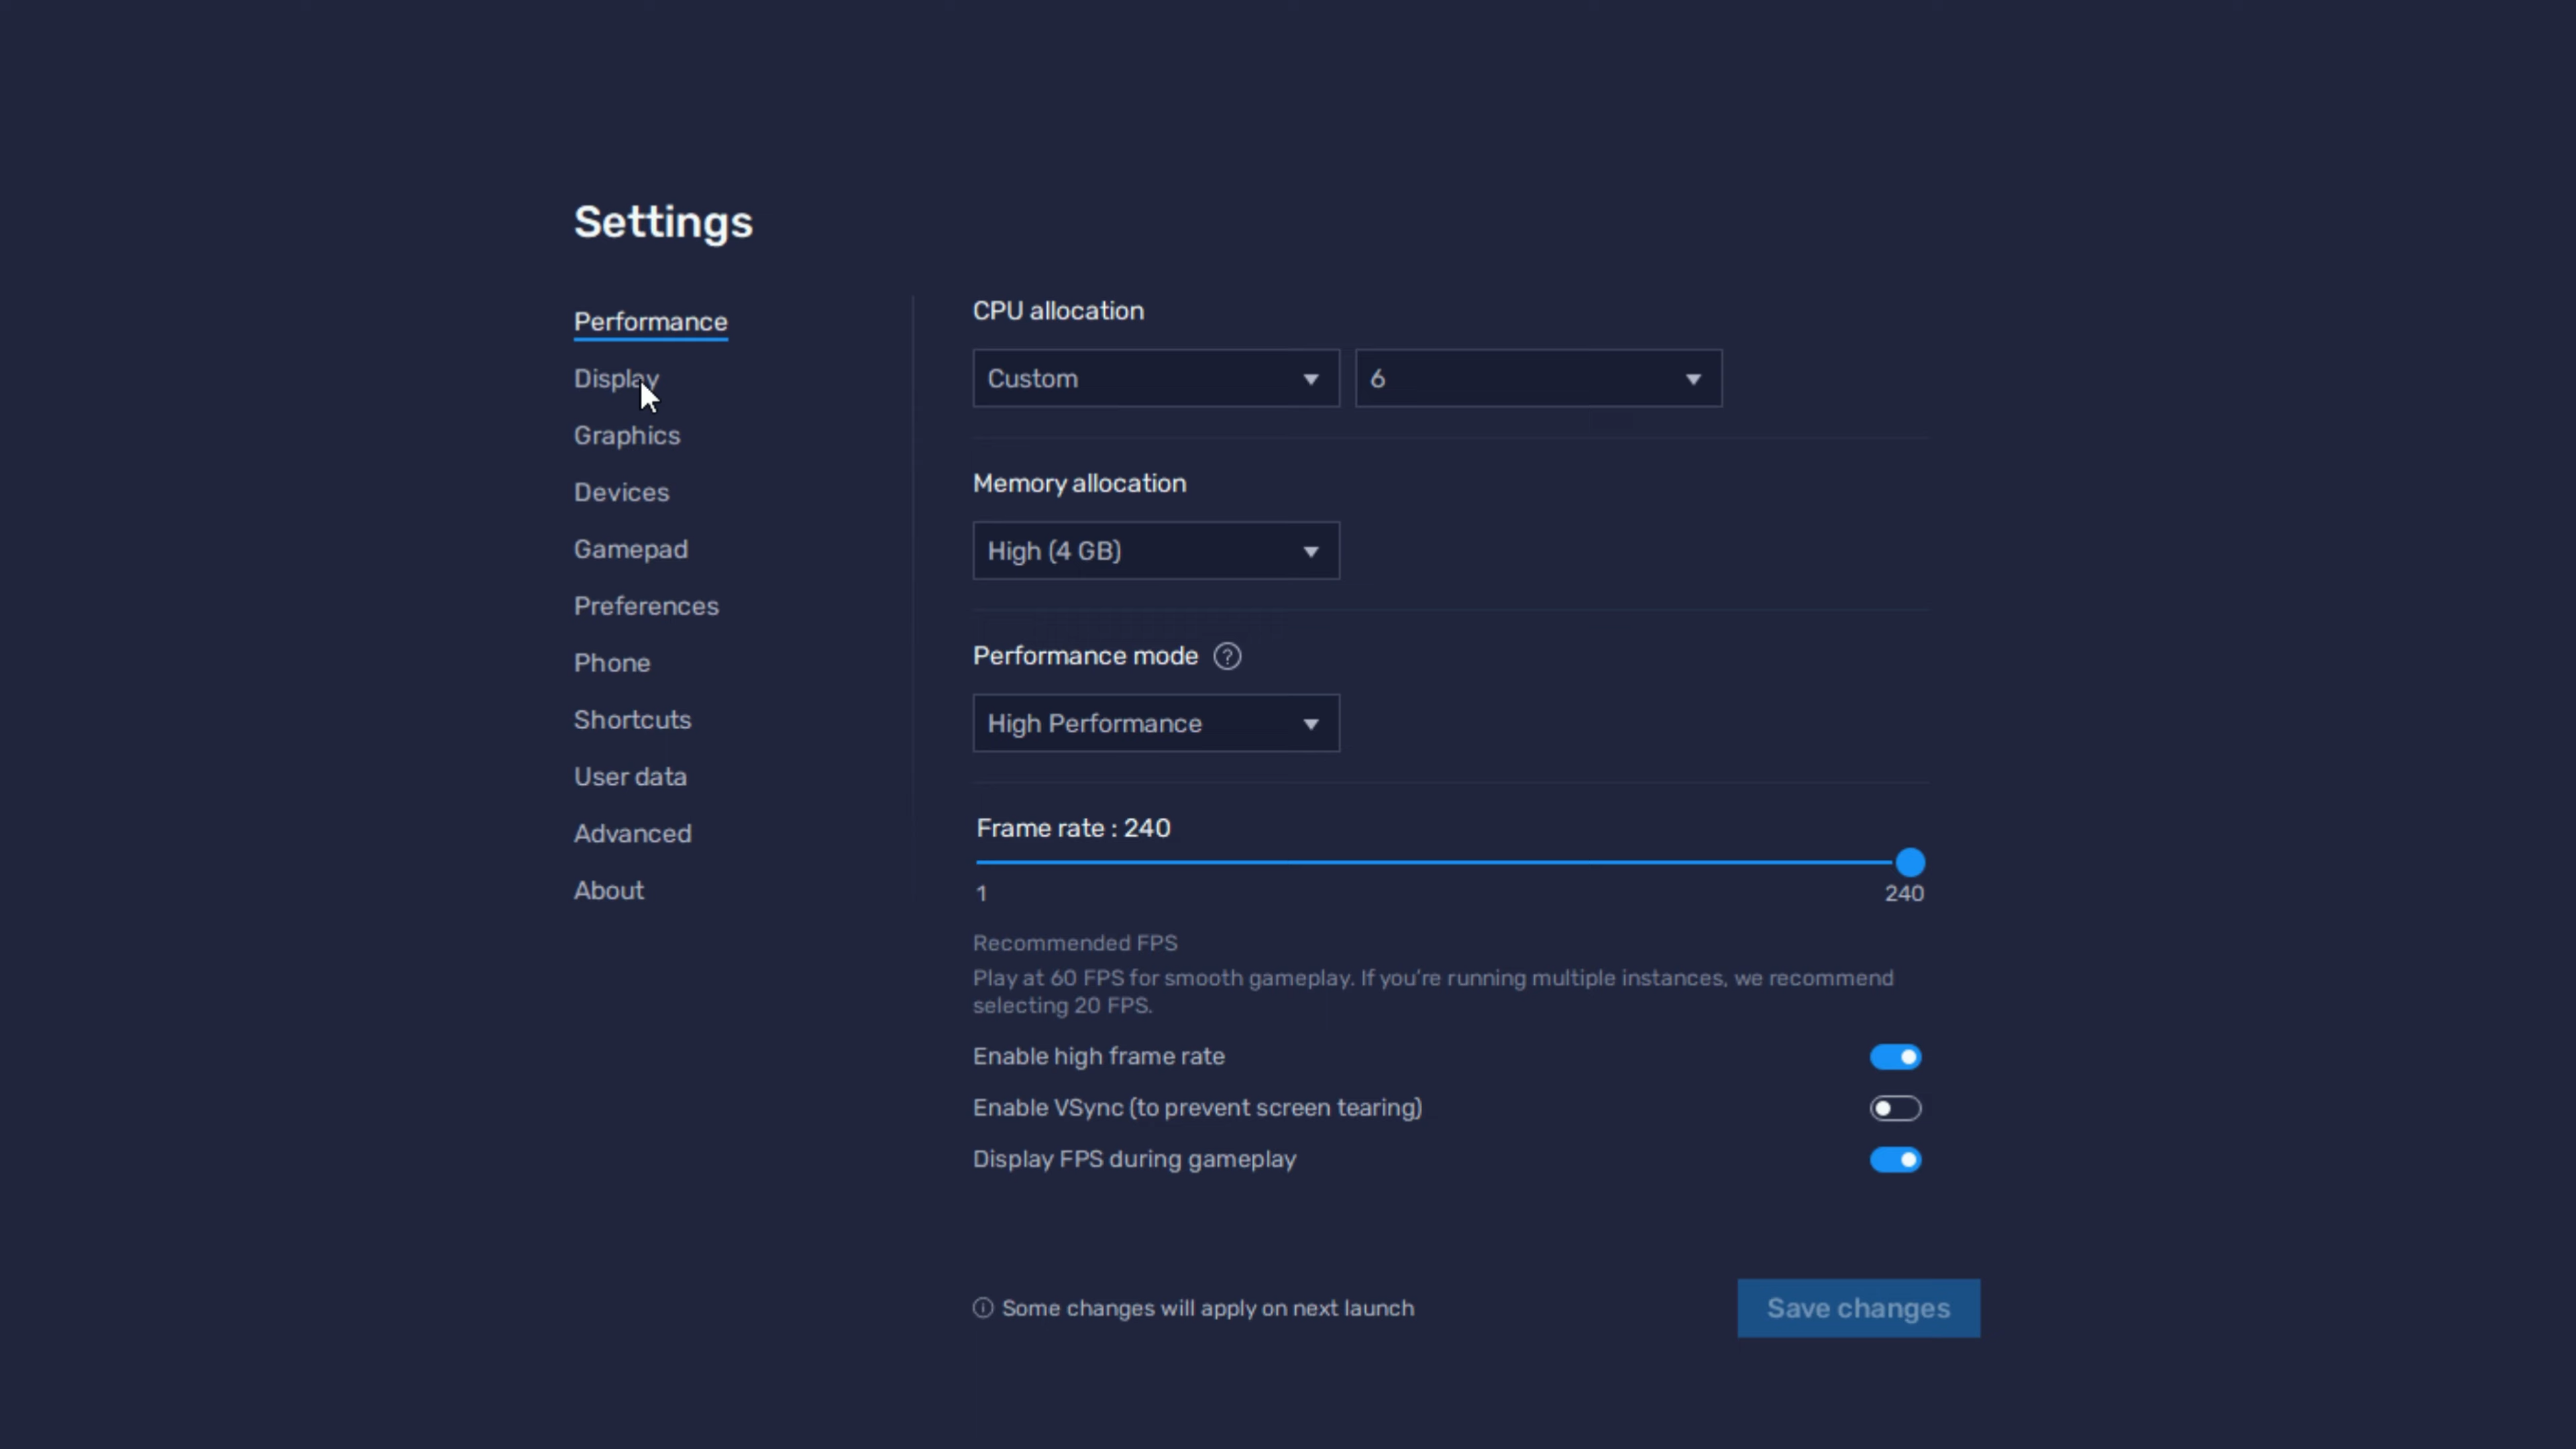 Settings
Performance
Display
Graphics
Devices
Gamepad
Preferences
Phone
Shortcuts
User data
Advanced
About
CPU allocation
Custom
6
Memory allocation
High (4 GB)
Performance mode
High Performance
Frame rate : 240
1
240
Recommended FPS
Play at 60 FPS for smooth gameplay. If you’re running multiple instances, we recommend
selecting 20 FPS.
Enable high frame rate
Enable VSync (to prevent screen tearing)
Display FPS during gameplay
Some changes will apply on next launch
Save changes